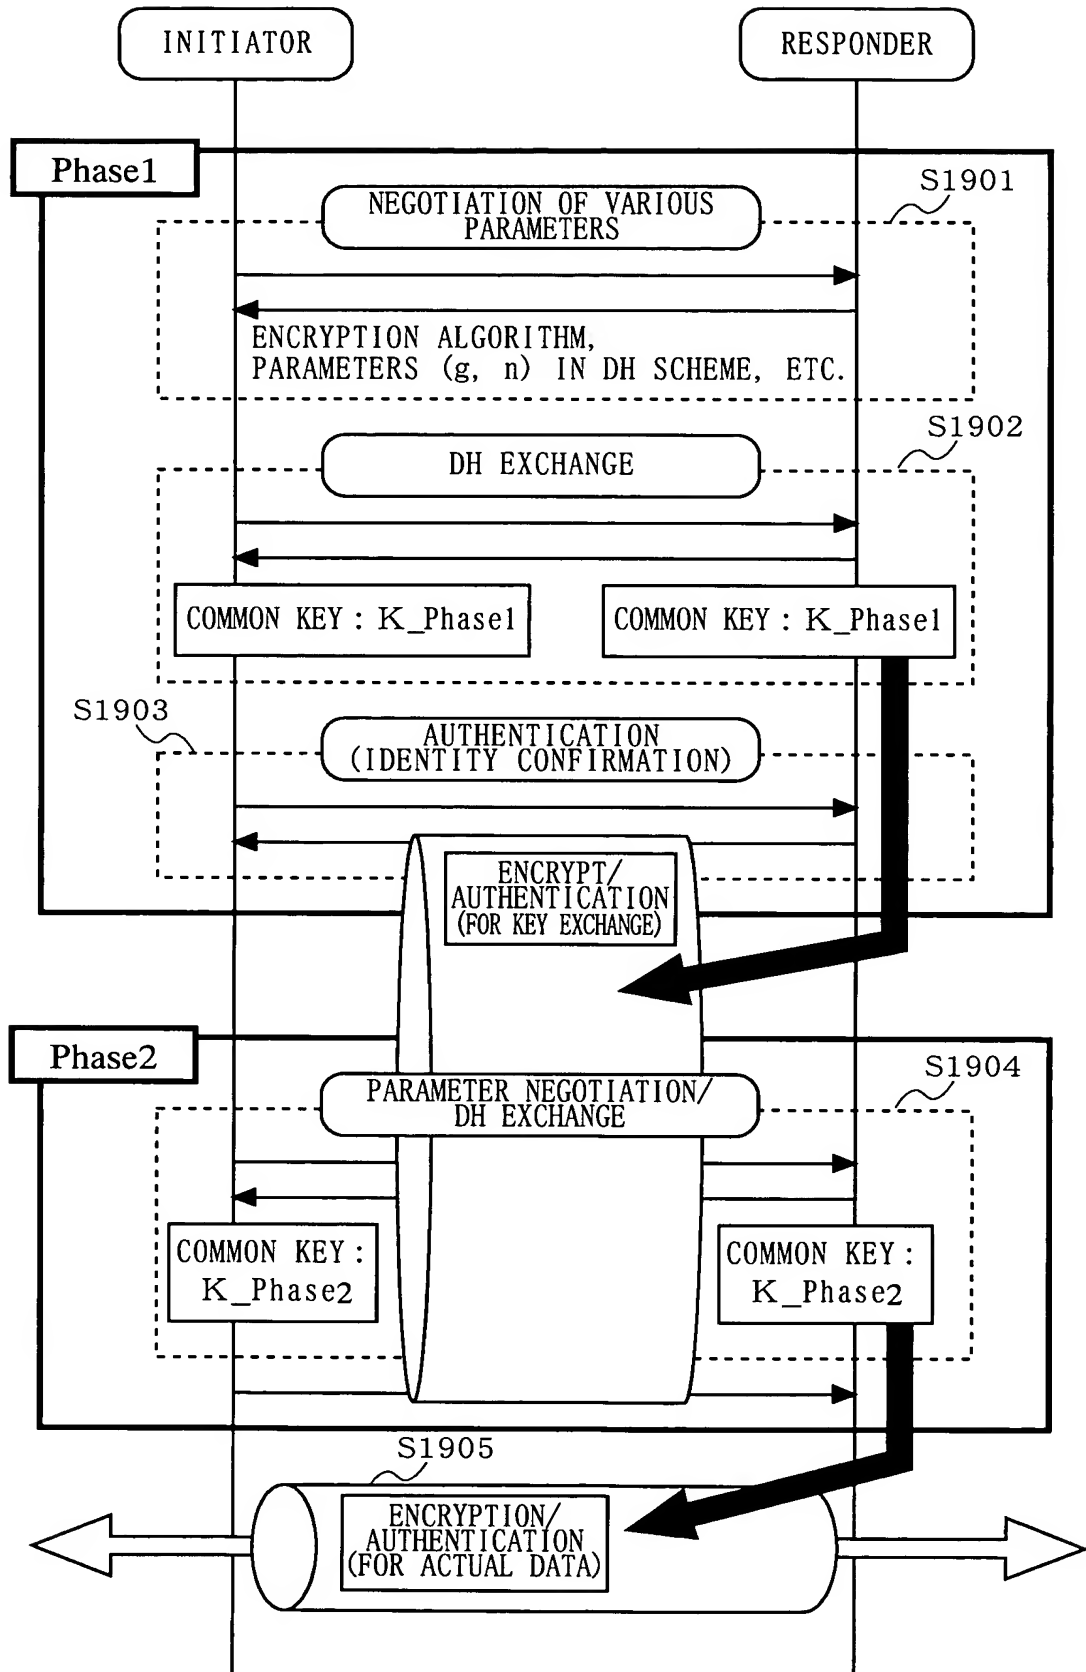 INITIATOR
RESPONDER
Phase1
S1901
NEGOTIATION OF VARIOUS
PARAMETERS
ENCRYPTION ALGORITHM,
PARAMETERS (g, n) IN DH SCHEME, ETC.
S1902
DH EXCHANGE
COMMON KEY : K_Phase1
COMMON KEY : K_Phase1
S1903
AUTHENTICATION
(IDENTITY CONFIRMATION)
ENCRYPT/
AUTHENTICATION
(FOR KEY EXCHANGE)
Phase2
S1904
PARAMETER NEGOTIATION/
DH EXCHANGE
COMMON KEY :
K_Phase2
COMMON KEY :
K_Phase2
S1905
ENCRYPTION/
AUTHENTICATION
(FOR ACTUAL DATA)